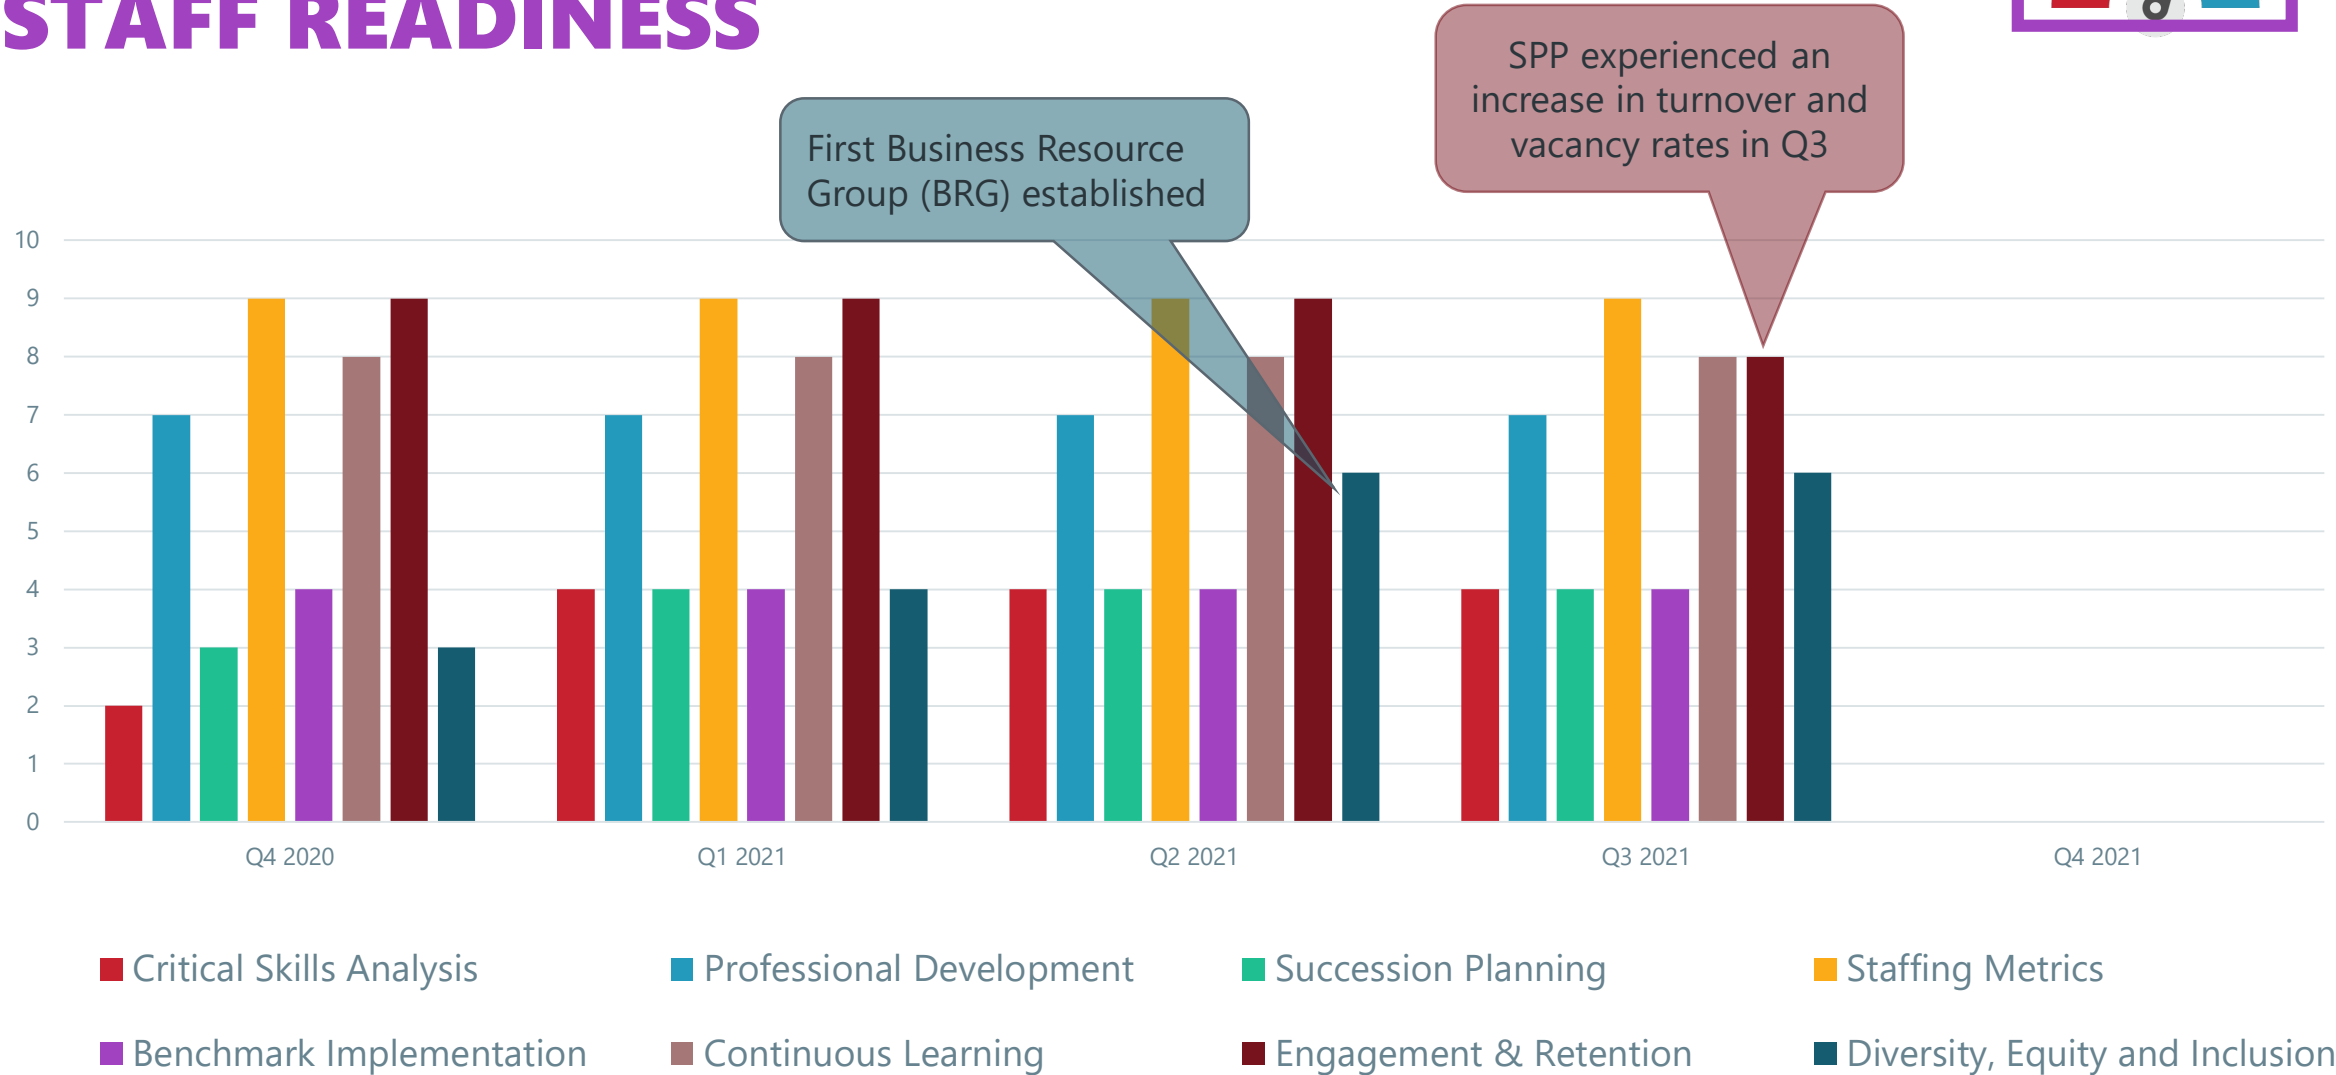 STAFF READINESS
SPP experienced an
increase in turnover and
vacancy rates in Q3
First Business Resource
Group (BRG) established
10
9
8
7
6
5
4
3
2
1
0
Q4 2020
Q1 2021
Q2 2021
Q3 2021
Q4 2021
Critical Skills Analysis
Professional Development
Succession Planning
Staffing Metrics
Benchmark Implementation
Continuous Learning
Engagement & Retention
Diversity, Equity and Inclusion